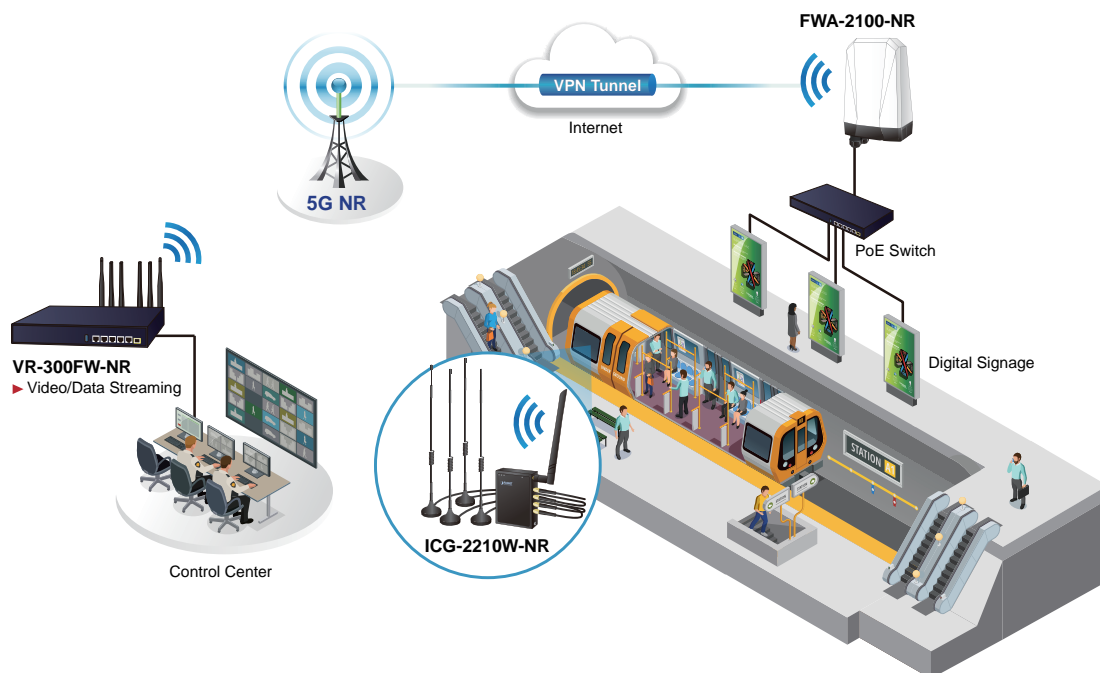 FWA-2100-NR
VPN Tunnel
Internet
5G NR
PoE Switch
VR-300FW-NR
Video/Data Streaming
Digital Signage
STATION A1
ICG-2210W-NR
Control Center